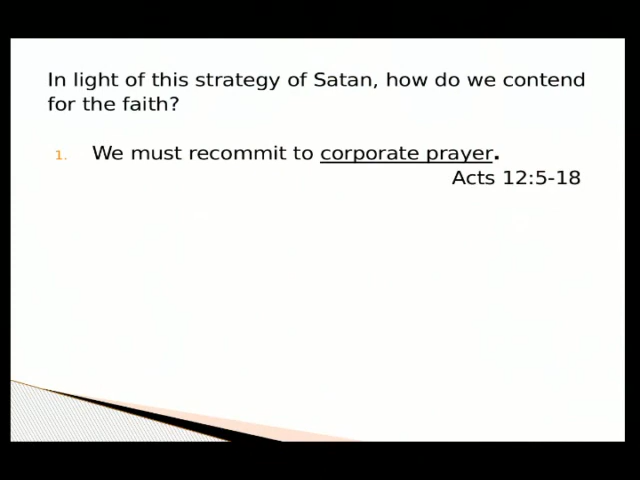 In light of this strategy of Satan, how do we contend
for the faith?
1. We must recommit to corporate prayer.
Acts 12:5-18